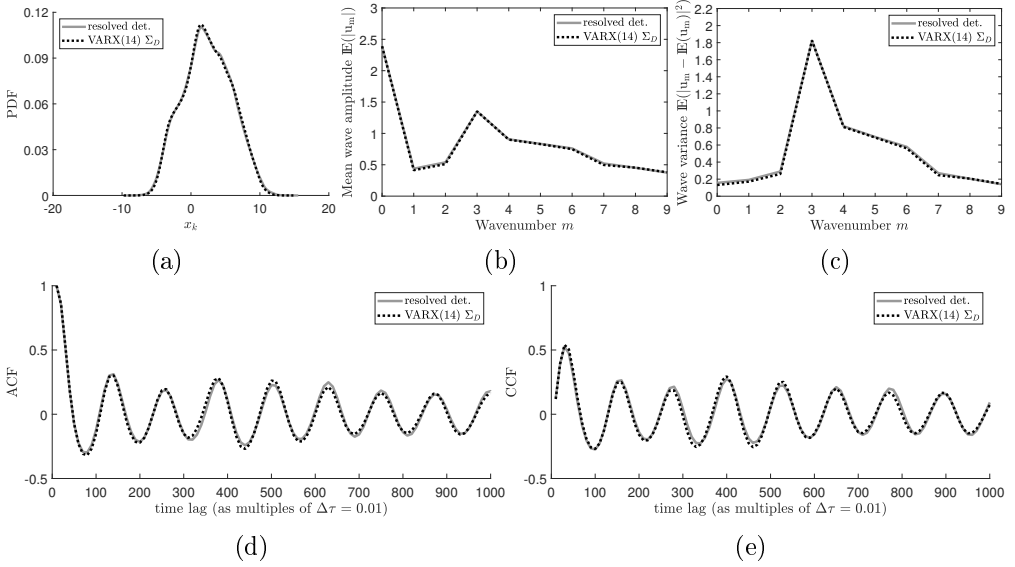 0.12
0.09
0.06
0.03
0
-20
-10
0
10
20
PDF
x_k
resolved det.
VARX(14) Σ_D
(a)
3
2.5
2
1.5
1
0.5
0
0 1 2 3 4 5 6 7 8 9
Mean wave amplitude 𝔼(|u_m|)
Wavenumber m
resolved det.
VARX(14) Σ_D
(b)
2.2
2
1.8
1.6
1.4
1.2
1
0.8
0.6
0.4
0.2
0
0 1 2 3 4 5 6 7 8 9
Wave variance 𝔼(|u_m − 𝔼(u_m)|²)
Wavenumber m
resolved det.
VARX(14) Σ_D
(c)
1
0.5
0
-0.5
0 100 200 300 400 500 600 700 800 900 1000
ACF
time lag (as multiples of Δτ = 0.01)
resolved det.
VARX(14) Σ_D
(d)
1
0.5
0
-0.5
0 100 200 300 400 500 600 700 800 900 1000
CCF
time lag (as multiples of Δτ = 0.01)
resolved det.
VARX(14) Σ_D
(e)